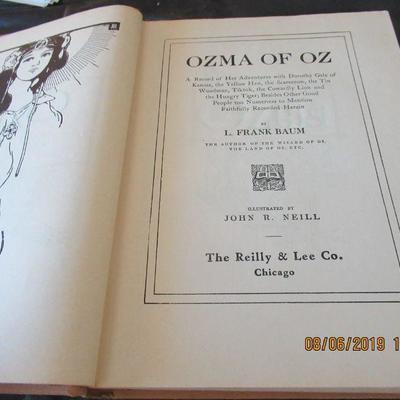 OZMA OF OZ
A Record of Her Adventures with Dorothy Gale of
Kansas, the Yellow Hen, the Scarecrow, the Tin
Woodman, Tiktok, the Cowardly Lion and
the Hungry Tiger; Besides Other Good
People too Numerous to Mention
Faithfully Recorded Herein
BY
L. FRANK BAUM
THE AUTHOR OF THE WIZARD OF OZ,
THE LAND OF OZ, ETC.
ILLUSTRATED BY
JOHN R. NEILL
The Reilly & Lee Co.
Chicago
08/06/2019 1